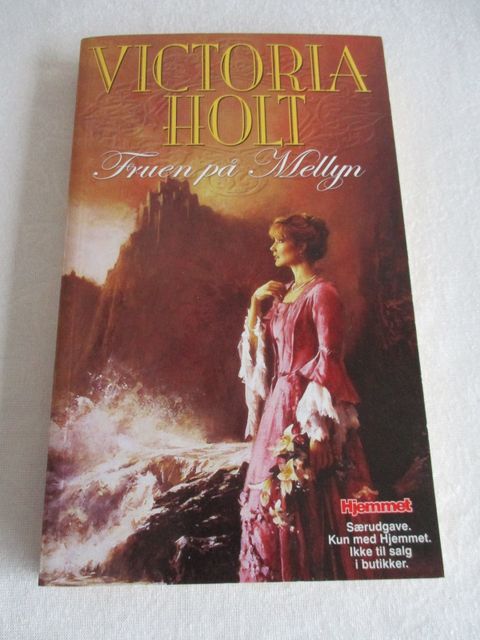 VICTORIA
HOLT
Fruen på Mellyn
Hjemmet
Særudgave.
Kun med Hjemmet.
Ikke til salg
i butikker.